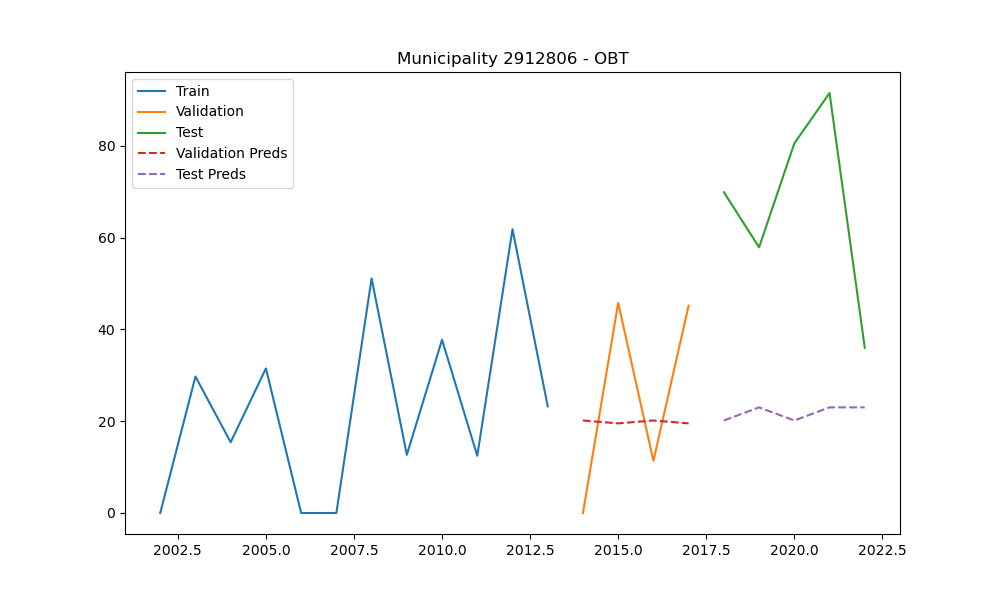 Municipality 2912806 - OBT
Train
Validation
Test
Validation Preds
Test Preds
80
60
40
20
0
2002.5 2005.0 2007.5 2010.0 2012.5 2015.0 2017.5 2020.0 2022.5